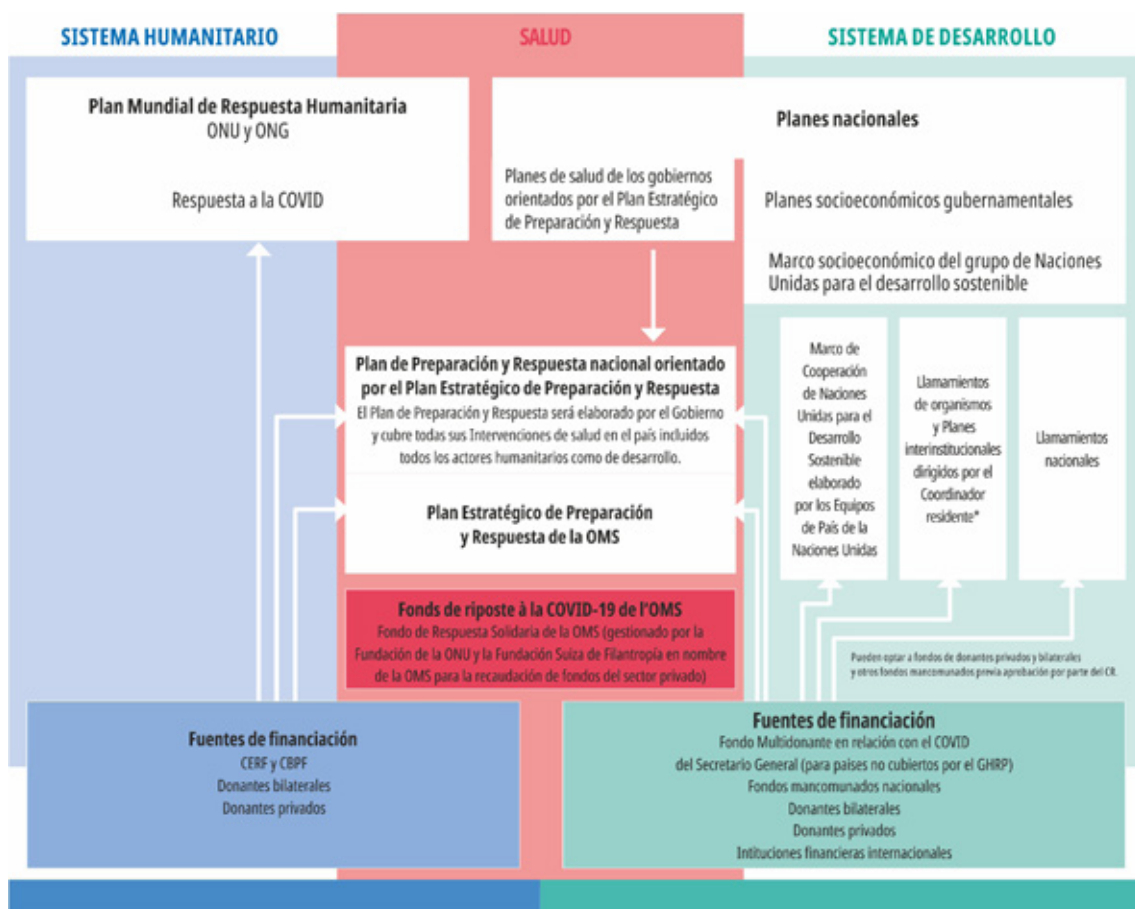 SISTEMA HUMANITARIO
SALUD
SISTEMA DE DESARROLLO
Plan Mundial de Respuesta Humanitaria
ONU y ONG
Respuesta a la COVID
Planes nacionales
Planes de salud de los gobiernos
orientados por el Plan Estratégico
de Preparación y Respuesta
Planes socioeconómicos gubernamentales
Marco socioeconómico del grupo de Naciones
Unidas para el desarrollo sostenible
Plan de Preparación y Respuesta nacional orientado
por el Plan Estratégico de Preparación y Respuesta
El Plan de Preparación y Respuesta será elaborado por el Gobierno
y cubre todas sus Intervenciones de salud en el país incluidos
todos los actores humanitarios como de desarrollo.
Plan Estratégico de Preparación
y Respuesta de la OMS
Marco de
Cooperación
de Naciones
Unidas para el
Desarrollo
Sostenible
elaborado
por los Equipos
de País de la
Naciones Unidas
Llamamientos
de organismos
y Planes
interinstitucionales
dirigidos por el
Coordinador
residente*
Llamamientos
nacionales
Fonds de riposte à la COVID-19 de l'OMS
Fondo de Respuesta Solidaria de la OMS (gestionado por la
Fundación de la ONU y la Fundación Suiza de Filantropía en nombre
de la OMS para la recaudación de fondos del sector privado)
Pueden optar a fondos de donantes privados y bilaterales
y otros fondos mancomunados previa aprobación por parte del CR.
Fuentes de financiación
CERF y CBPF
Donantes bilaterales
Donantes privados
Fuentes de financiación
Fondo Multidonante en relación con el COVID
del Secretario General (para países no cubiertos por el GHRP)
Fondos mancomunados nacionales
Donantes bilaterales
Donantes privados
Intituciones financieras internacionales